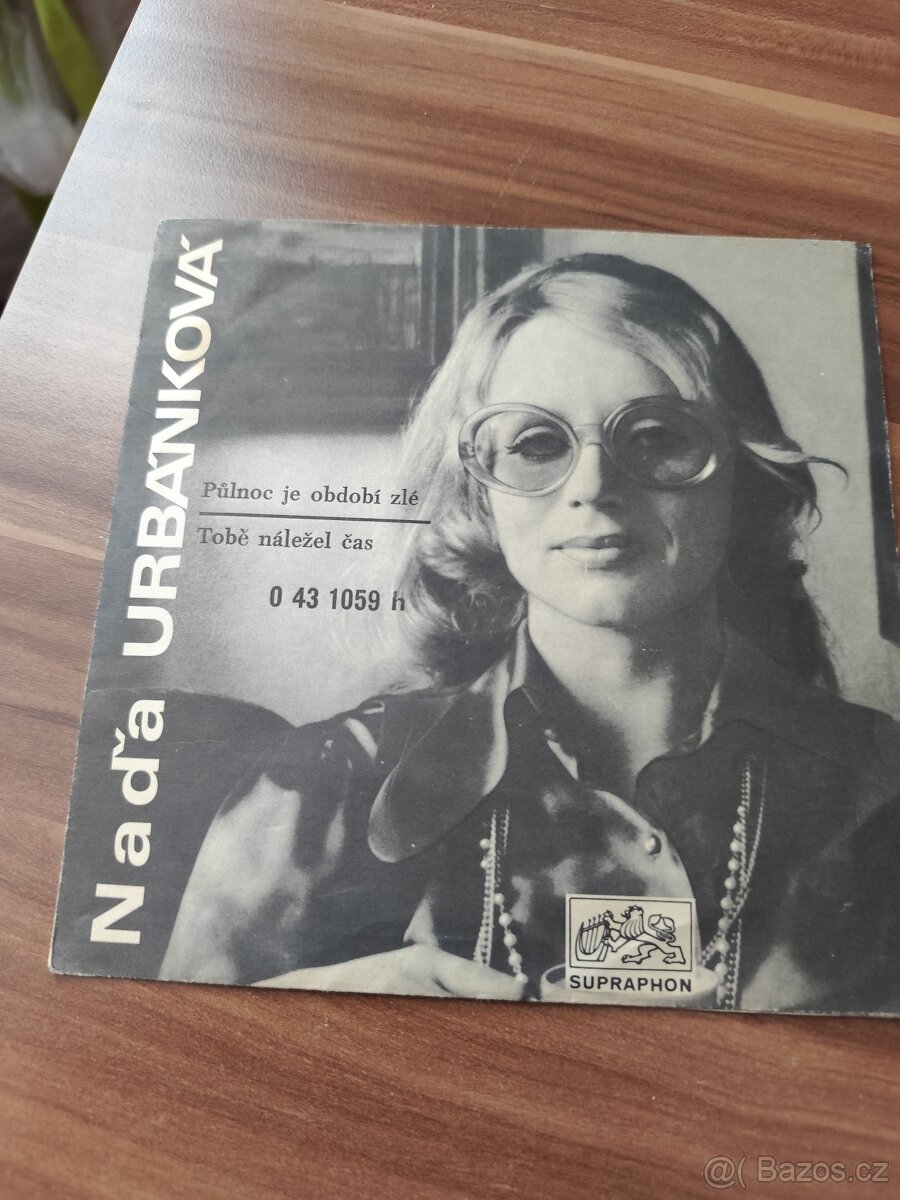 Naďa URBÁNKOVÁ
Půlnoc je období zlé
Tobě náležel čas
0 43 1059 h
SUPRAPHON
@( Bazos.cz